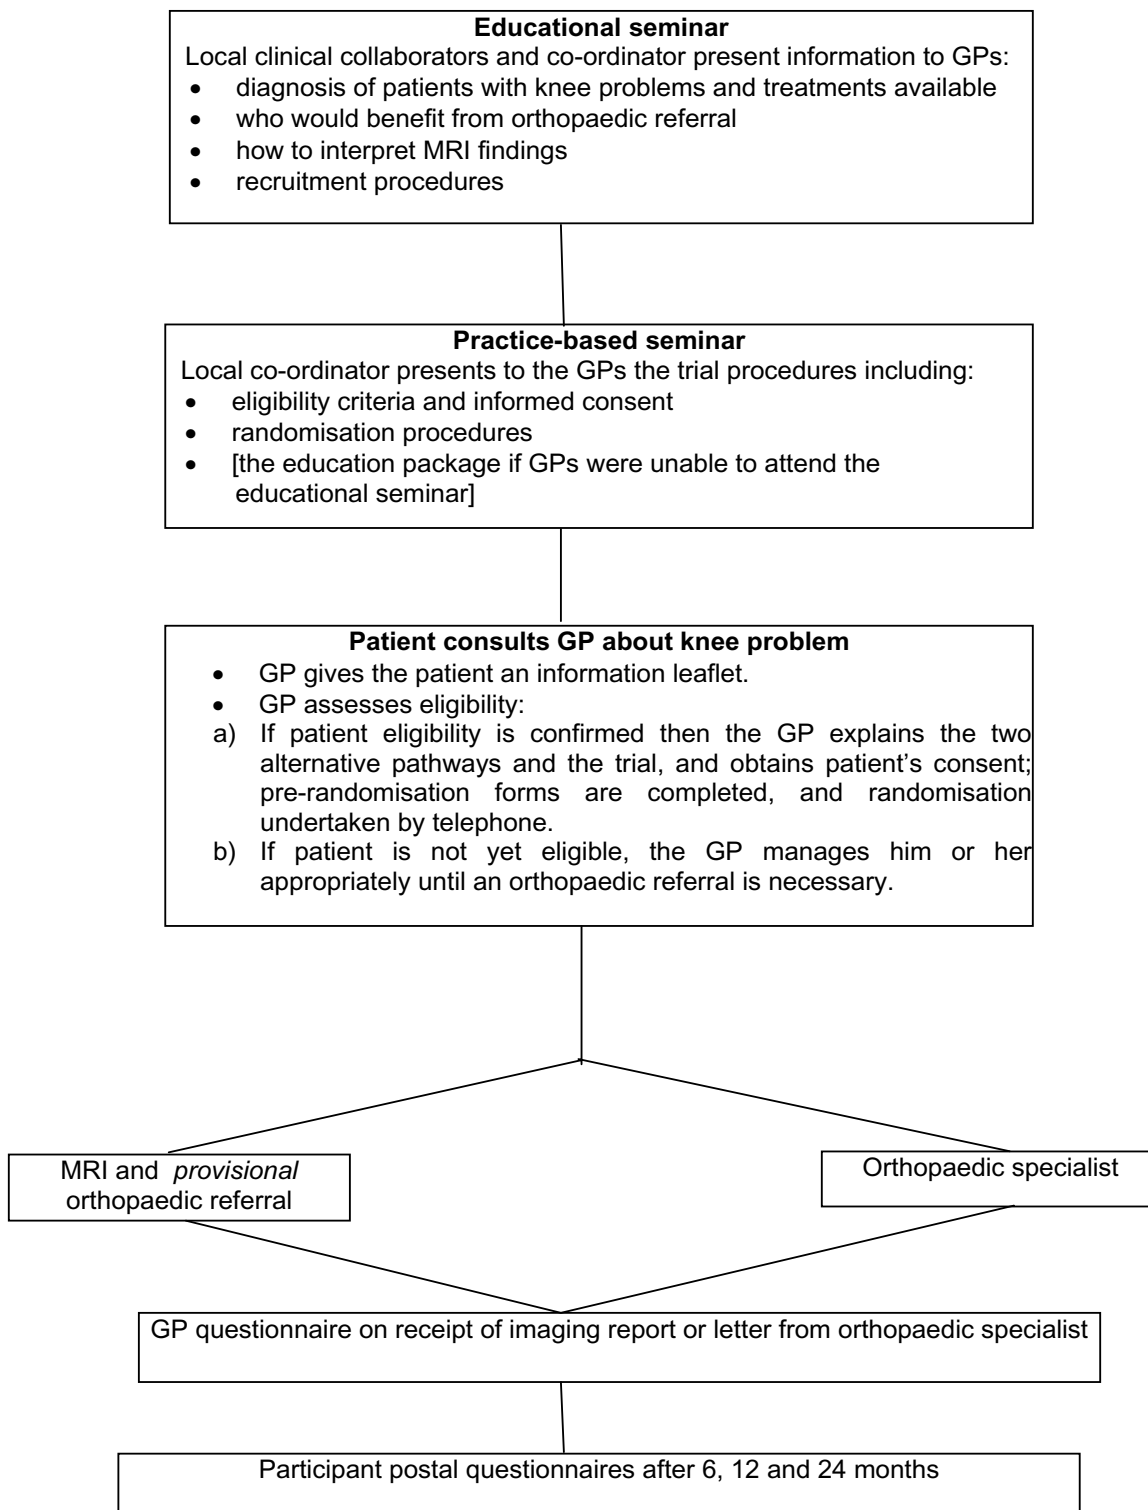 Educational seminar
Local clinical collaborators and co-ordinator present information to GPs:
• diagnosis of patients with knee problems and treatments available
• who would benefit from orthopaedic referral
• how to interpret MRI findings
• recruitment procedures
Practice-based seminar
Local co-ordinator presents to the GPs the trial procedures including:
• eligibility criteria and informed consent
• randomisation procedures
• [the education package if GPs were unable to attend the
educational seminar]
Patient consults GP about knee problem
• GP gives the patient an information leaflet.
• GP assesses eligibility:
a) If patient eligibility is confirmed then the GP explains the two
alternative pathways and the trial, and obtains patient's consent;
pre-randomisation forms are completed, and randomisation
undertaken by telephone.
b) If patient is not yet eligible, the GP manages him or her
appropriately until an orthopaedic referral is necessary.
MRI and provisional
orthopaedic referral
Orthopaedic specialist
GP questionnaire on receipt of imaging report or letter from orthopaedic specialist
Participant postal questionnaires after 6, 12 and 24 months